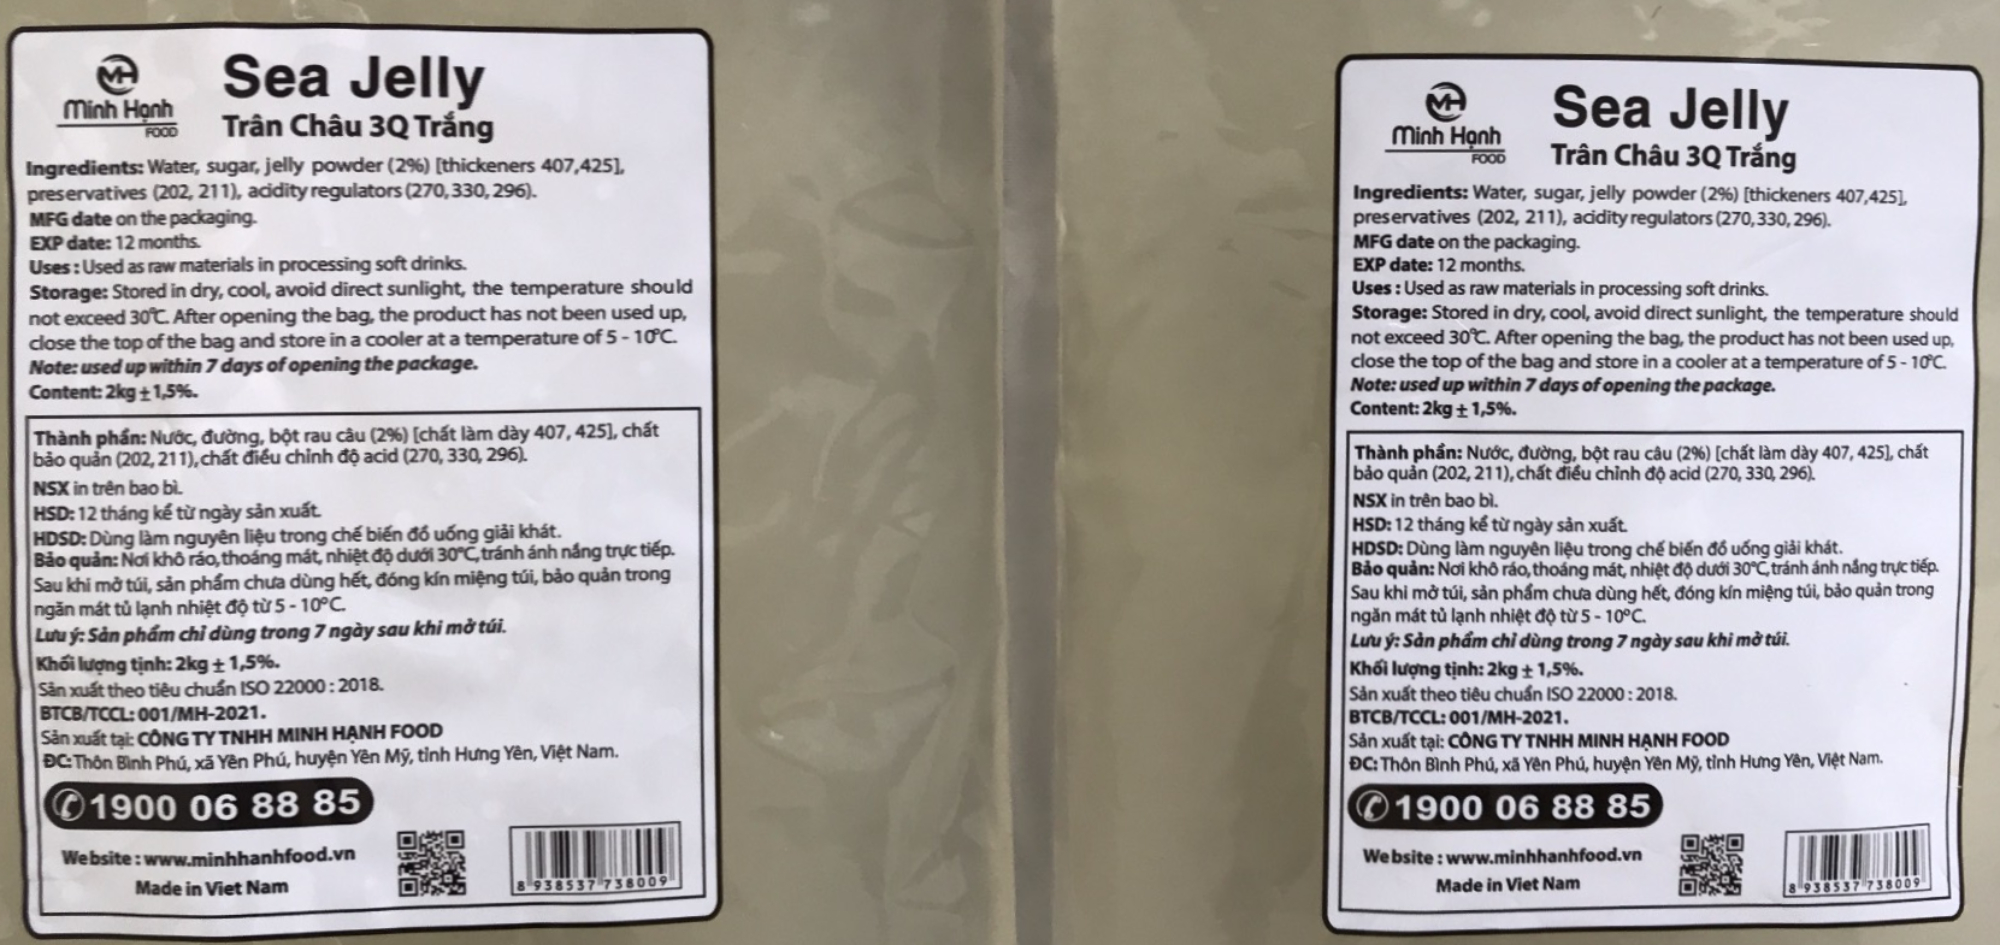 MH
Minh Hạnh
FOOD
Sea Jelly
Trân Châu 3Q Trắng
Ingredients: Water, sugar, jelly powder (2%) [thickeners 407,425],
preservatives (202, 211), acidity regulators (270, 330, 296).
MFG date on the packaging.
EXP date: 12 months.
Uses : Used as raw materials in processing soft drinks.
Storage: Stored in dry, cool, avoid direct sunlight, the temperature should
not exceed 30℃. After opening the bag, the product has not been used up,
close the top of the bag and store in a cooler at a temperature of 5 - 10℃.
Note: used up within 7 days of opening the package.
Content: 2kg ± 1,5%.
Thành phần: Nước, đường, bột rau câu (2%) [chất làm dày 407, 425], chất
bảo quản (202, 211), chất điều chỉnh độ acid (270, 330, 296).
NSX in trên bao bì.
HSD: 12 tháng kể từ ngày sản xuất.
HDSD: Dùng làm nguyên liệu trong chế biến đồ uống giải khát.
Bảo quản: Nơi khô ráo, thoáng mát, nhiệt độ dưới 30°C, tránh ánh nắng trực tiếp.
Sau khi mở túi, sản phẩm chưa dùng hết, đóng kín miệng túi, bảo quản trong
ngăn mát tủ lạnh nhiệt độ từ 5 - 10°C.
Lưu ý: Sản phẩm chỉ dùng trong 7 ngày sau khi mở túi.
Khối lượng tịnh: 2kg ± 1,5%.
Sản xuất theo tiêu chuẩn ISO 22000 : 2018.
BTCB/TCCL: 001/MH-2021.
Sản xuất tại: CÔNG TY TNHH MINH HẠNH FOOD
ĐC: Thôn Bình Phú, xã Yên Phú, huyện Yên Mỹ, tỉnh Hưng Yên, Việt Nam.
1900 06 88 85
Website : www.minhhanhfood.vn
Made in Viet Nam
8 938537 738009
MH
Minh Hạnh
FOOD
Sea Jelly
Trân Châu 3Q Trắng
Ingredients: Water, sugar, jelly powder (2%) [thickeners 407,425],
preservatives (202, 211), acidity regulators (270, 330, 296).
MFG date on the packaging.
EXP date: 12 months.
Uses : Used as raw materials in processing soft drinks.
Storage: Stored in dry, cool, avoid direct sunlight, the temperature should
not exceed 30℃. After opening the bag, the product has not been used up,
close the top of the bag and store in a cooler at a temperature of 5 - 10℃.
Note: used up within 7 days of opening the package.
Content: 2kg ± 1,5%.
Thành phần: Nước, đường, bột rau câu (2%) [chất làm dày 407, 425], chất
bảo quản (202, 211), chất điều chỉnh độ acid (270, 330, 296).
NSX in trên bao bì.
HSD: 12 tháng kể từ ngày sản xuất.
HDSD: Dùng làm nguyên liệu trong chế biến đồ uống giải khát.
Bảo quản: Nơi khô ráo, thoáng mát, nhiệt độ dưới 30°C, tránh ánh nắng trực tiếp.
Sau khi mở túi, sản phẩm chưa dùng hết, đóng kín miệng túi, bảo quản trong
ngăn mát tủ lạnh nhiệt độ từ 5 - 10°C.
Lưu ý: Sản phẩm chỉ dùng trong 7 ngày sau khi mở túi.
Khối lượng tịnh: 2kg ± 1,5%.
Sản xuất theo tiêu chuẩn ISO 22000 : 2018.
BTCB/TCCL: 001/MH-2021.
Sản xuất tại: CÔNG TY TNHH MINH HẠNH FOOD
ĐC: Thôn Bình Phú, xã Yên Phú, huyện Yên Mỹ, tỉnh Hưng Yên, Việt Nam.
1900 06 88 85
Website : www.minhhanhfood.vn
Made in Viet Nam
8 938537 738009